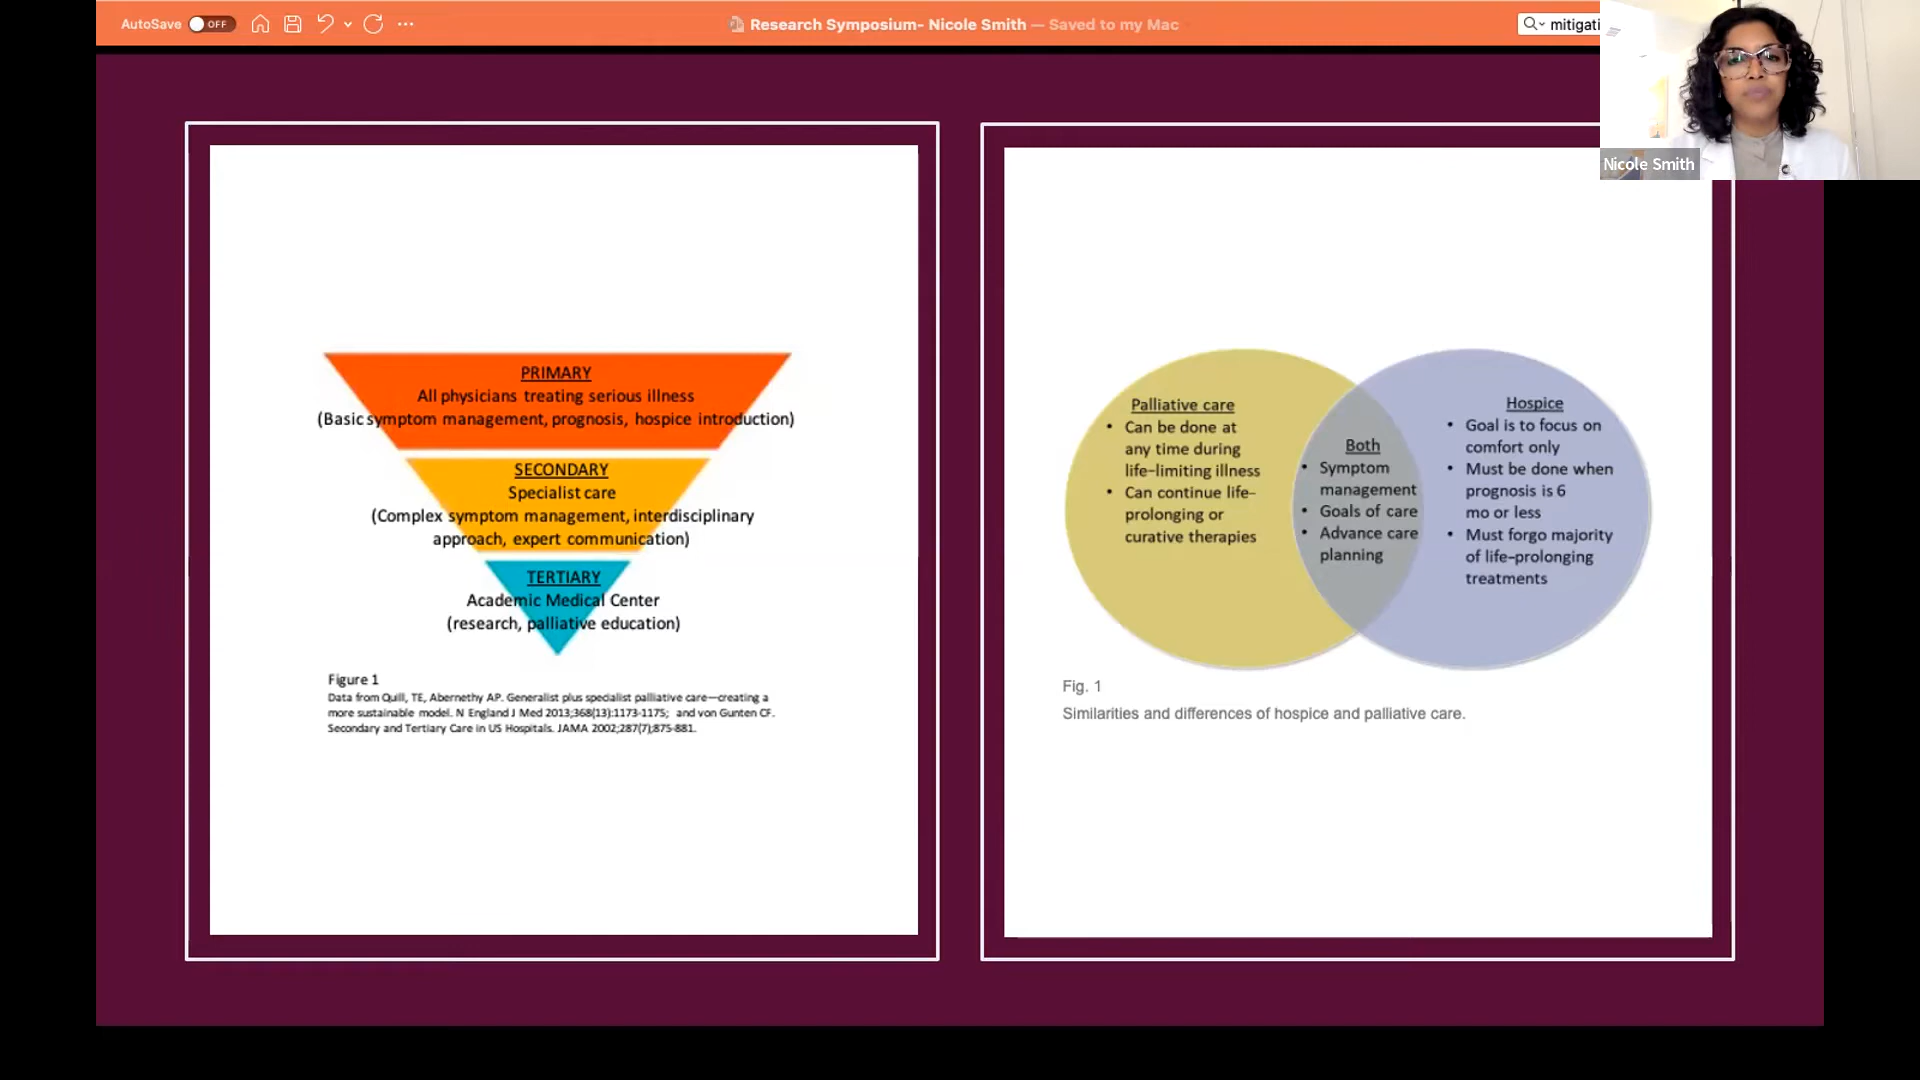 AutoSave OFF
Research Symposium- Nicole Smith — Saved to my Mac
mitigati
Nicole Smith
PRIMARY
All physicians treating serious illness
(Basic symptom management, prognosis, hospice introduction)
SECONDARY
Specialist care
(Complex symptom management, interdisciplinary
approach, expert communication)
TERTIARY
Academic Medical Center
(research, palliative education)
Figure 1
Data from Quill, TE, Abernethy AP. Generalist plus specialist palliative care—creating a
more sustainable model. N England J Med 2013;368(13):1173-1175; and von Gunten CF.
Secondary and Tertiary Care in US Hospitals. JAMA 2002;287(7);875-881.
Palliative care
• Can be done at
any time during
life-limiting illness
• Can continue life-
prolonging or
curative therapies
Both
• Symptom
management
• Goals of care
• Advance care
planning
Hospice
• Goal is to focus on
comfort only
• Must be done when
prognosis is 6
mo or less
• Must forgo majority
of life-prolonging
treatments
Fig. 1
Similarities and differences of hospice and palliative care.